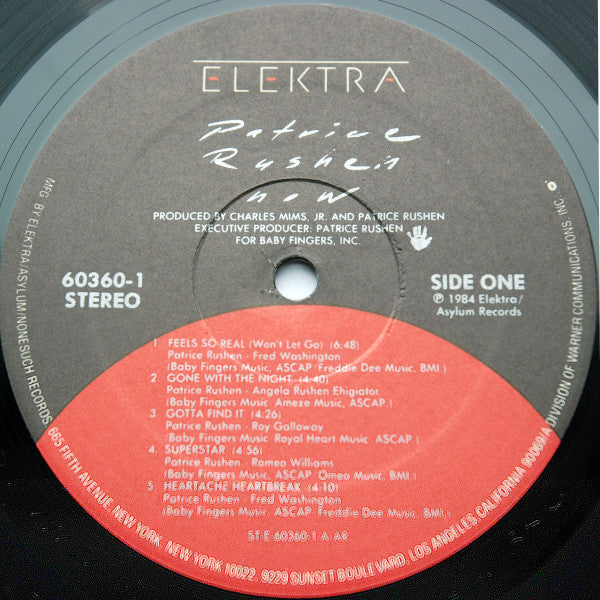 ELEKTRA
Patrice
Rushen
now
PRODUCED BY CHARLES MIMS, JR. AND PATRICE RUSHEN
EXECUTIVE PRODUCER: PATRICE RUSHEN
FOR BABY FINGERS, INC.
60360-1
STEREO
SIDE ONE
℗ 1984 Elektra/
Asylum Records
1. FEELS SO REAL (Won't Let Go) (6:48)
Patrice Rushen - Fred Washington
(Baby Fingers Music, ASCAP Freddie Dee Music, BMI)
2. GONE WITH THE NIGHT (4:40)
Patrice Rushen - Angela Rushen Ehigiator
(Baby Fingers Music Ameze Music, ASCAP)
3. GOTTA FIND IT (4:26)
Patrice Rushen - Roy Galloway
(Baby Fingers Music Royal Heart Music ASCAP)
4. SUPERSTAR (4:56)
Patrice Rushen - Romeo Williams
(Baby Fingers Music, ASCAP Omeo Music, BMI)
5 HEARTACHE HEARTBREAK (4:10)
Patrice Rushen - Fred Washington
(Baby Fingers Music, ASCAP Freddie Dee Music, BMI)
ST-E-60360-1 A-AR
MFG. BY ELEKTRA/ASYLUM/NONESUCH RECORDS, 665 FIFTH AVENUE, NEW YORK, NEW YORK 10022. 9229 SUNSET BOULEVARD, LOS ANGELES, CALIFORNIA 90069/A DIVISION OF WARNER COMMUNICATIONS, INC.